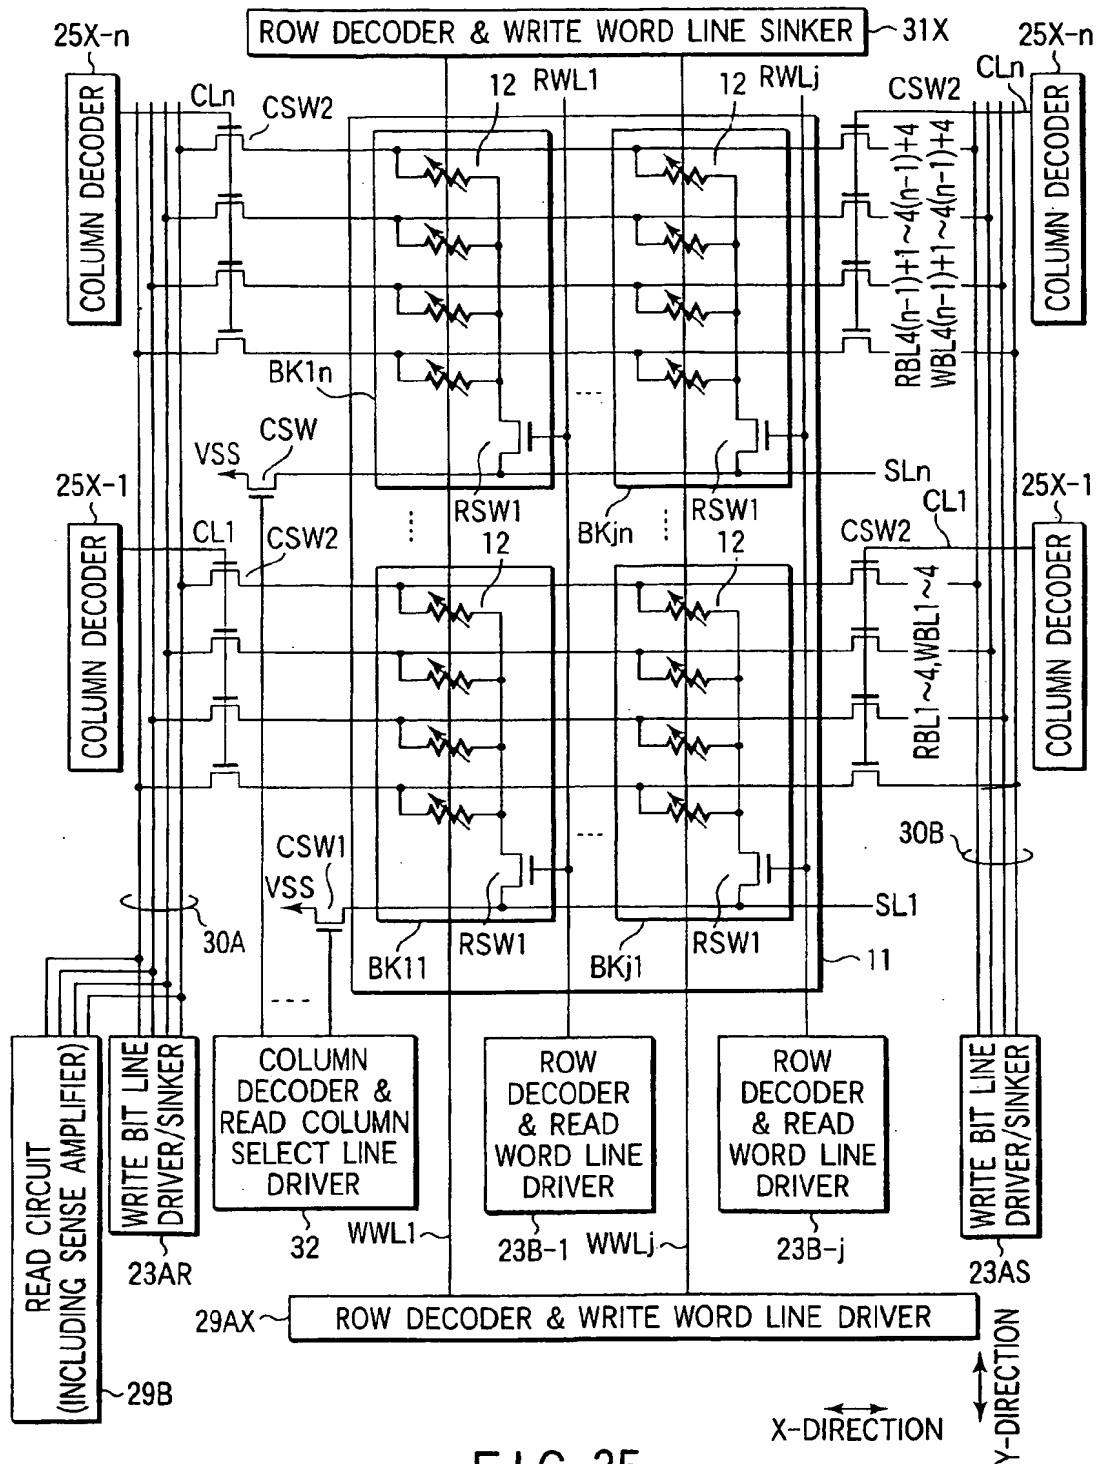 ROW DECODER & WRITE WORD LINE SINKER
31X
25X-n
25X-n
CLn
CSW2
12
RWL1
12
RWLj
CSW2
CLn
COLUMN DECODER
COLUMN DECODER
RBL4(n-1)+1~4(n-1)+4
WBL4(n-1)+1~4(n-1)+4
BK1n
CSW
VSS
RSW1
RSW1
SLn
BKjn
25X-1
25X-1
CL1
CSW2
12
12
CSW2
CL1
COLUMN DECODER
COLUMN DECODER
RBL1~4,WBL1~4
CSW1
VSS
30B
30A
RSW1
RSW1
SL1
BK11
BKj1
11
READ CIRCUIT
(INCLUDING SENSE AMPLIFIER)
WRITE BIT LINE
DRIVER/SINKER
COLUMN
DECODER &
READ COLUMN
SELECT LINE
DRIVER
ROW
DECODER
& READ
WORD LINE
DRIVER
ROW
DECODER
& READ
WORD LINE
DRIVER
WRITE BIT LINE
DRIVER/SINKER
23AR
32
WWL1
23B-1
WWLj
23B-j
23AS
29AX
ROW DECODER & WRITE WORD LINE DRIVER
29B
X-DIRECTION
Y-DIRECTION